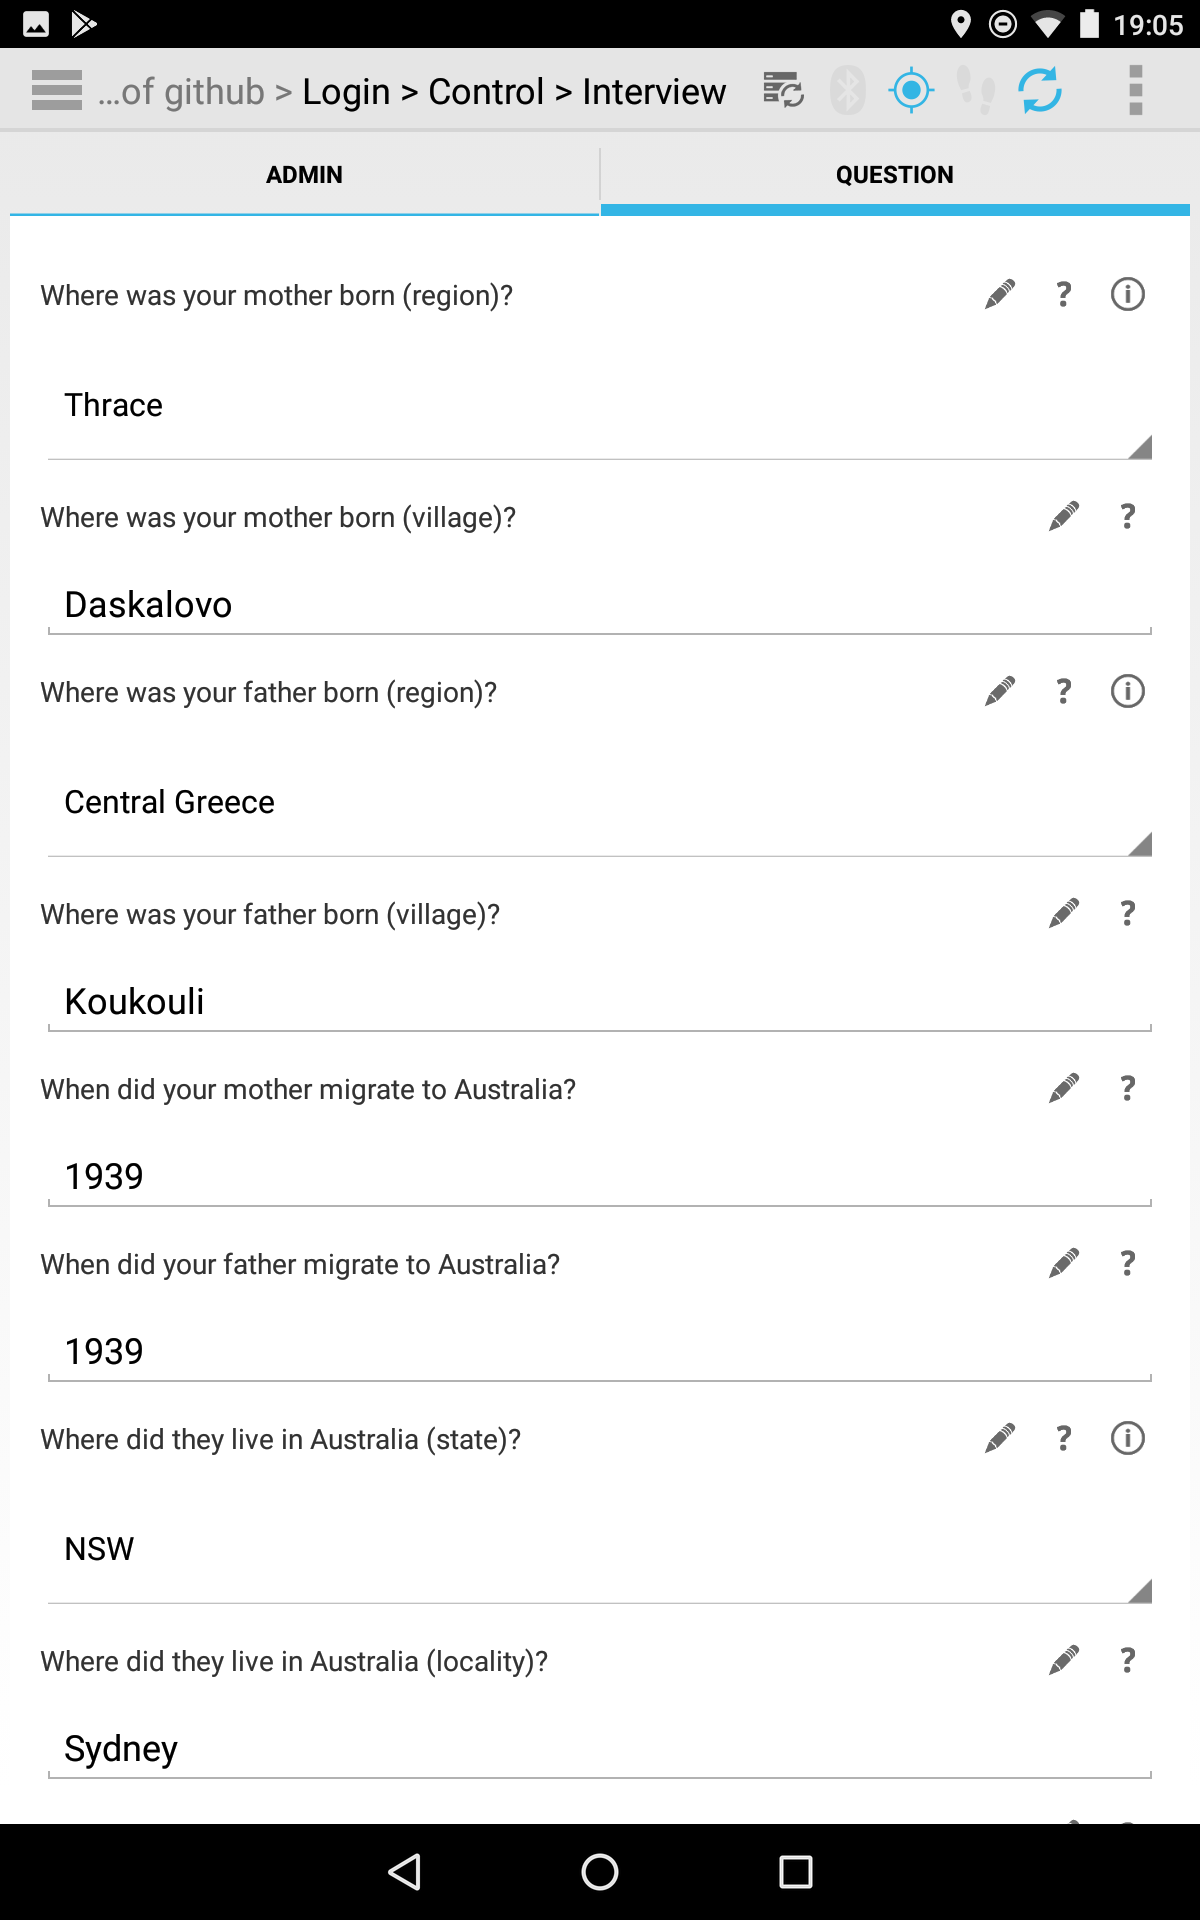 19:05
...of github > Login > Control > Interview
ADMIN
QUESTION
Where was your mother born (region)?
Thrace
Where was your mother born (village)?
Daskalovo
Where was your father born (region)?
Central Greece
Where was your father born (village)?
Koukouli
When did your mother migrate to Australia?
1939
When did your father migrate to Australia?
1939
Where did they live in Australia (state)?
NSW
Where did they live in Australia (locality)?
Sydney